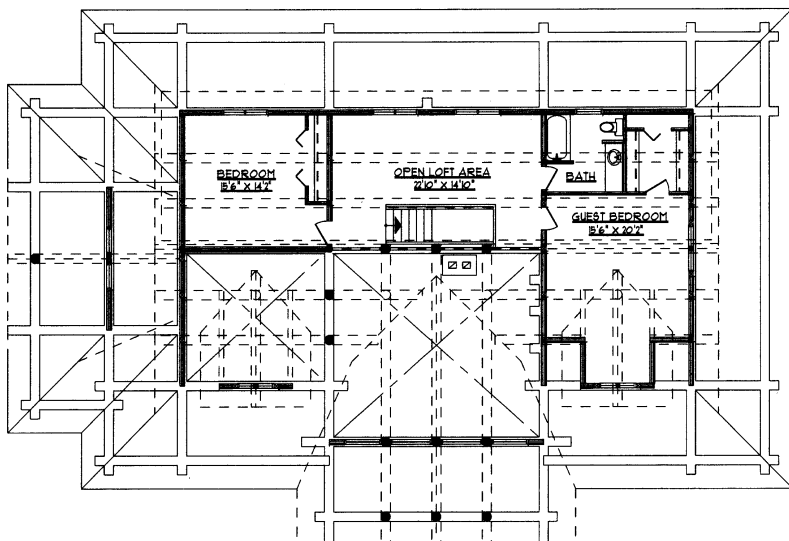 BEDROOM
15'6" X 14'2"
OPEN LOFT AREA
22'10" X 14'10"
BATH
GUEST BEDROOM
15'6" X 20'2"